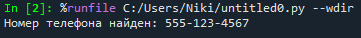 In [2]: %runfile C:/Users/Niki/untitled0.py --wdir
Номер телефона найден: 555-123-4567